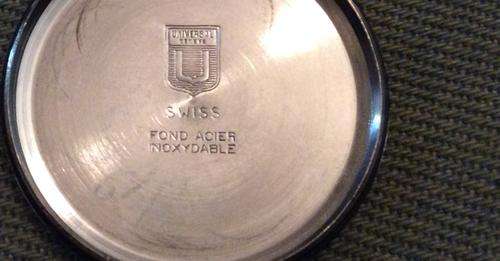 UNIVERSAL
GENEVE
U
SWISS
FOND ACIER
INOXYDABLE